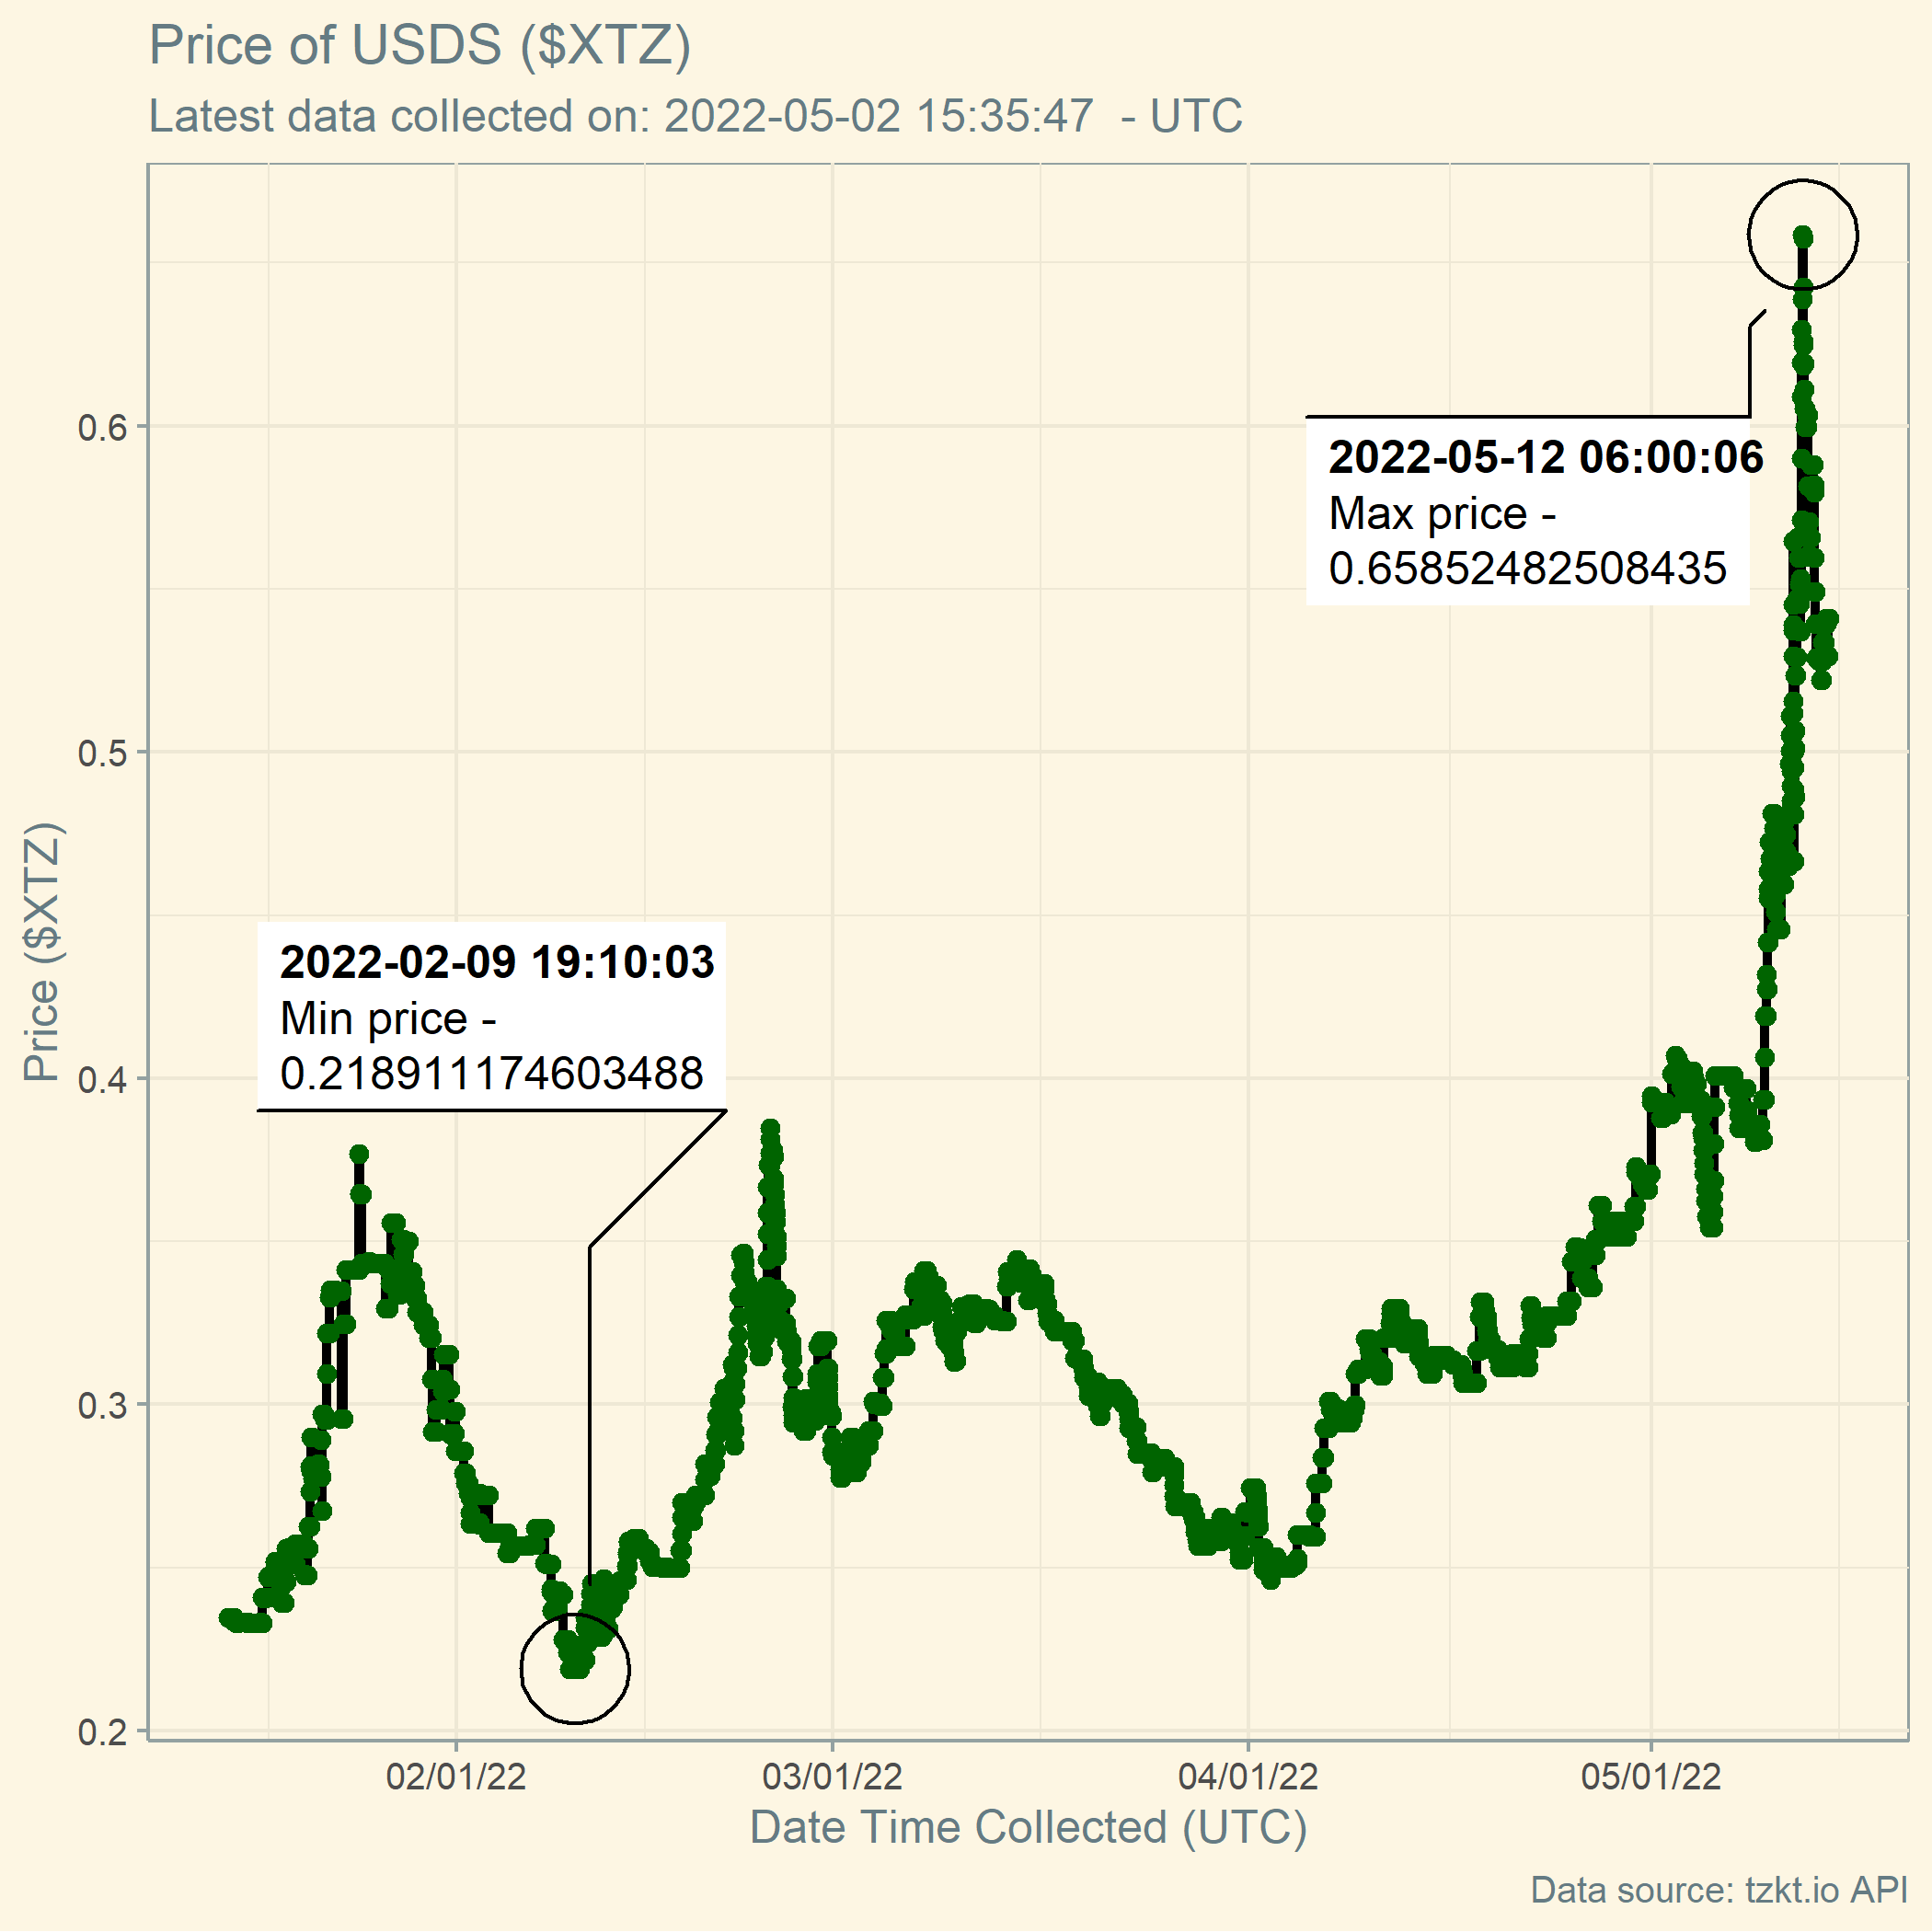 Price of USDS ($XTZ)
Latest data collected on: 2022-05-02 15:35:47  - UTC
Price ($XTZ)
0.6
0.5
0.4
0.3
0.2
2022-05-12 06:00:06
Max price -
0.65852482508435
2022-02-09 19:10:03
Min price -
0.218911174603488
02/01/22
03/01/22
04/01/22
05/01/22
Date Time Collected (UTC)
Data source: tzkt.io API